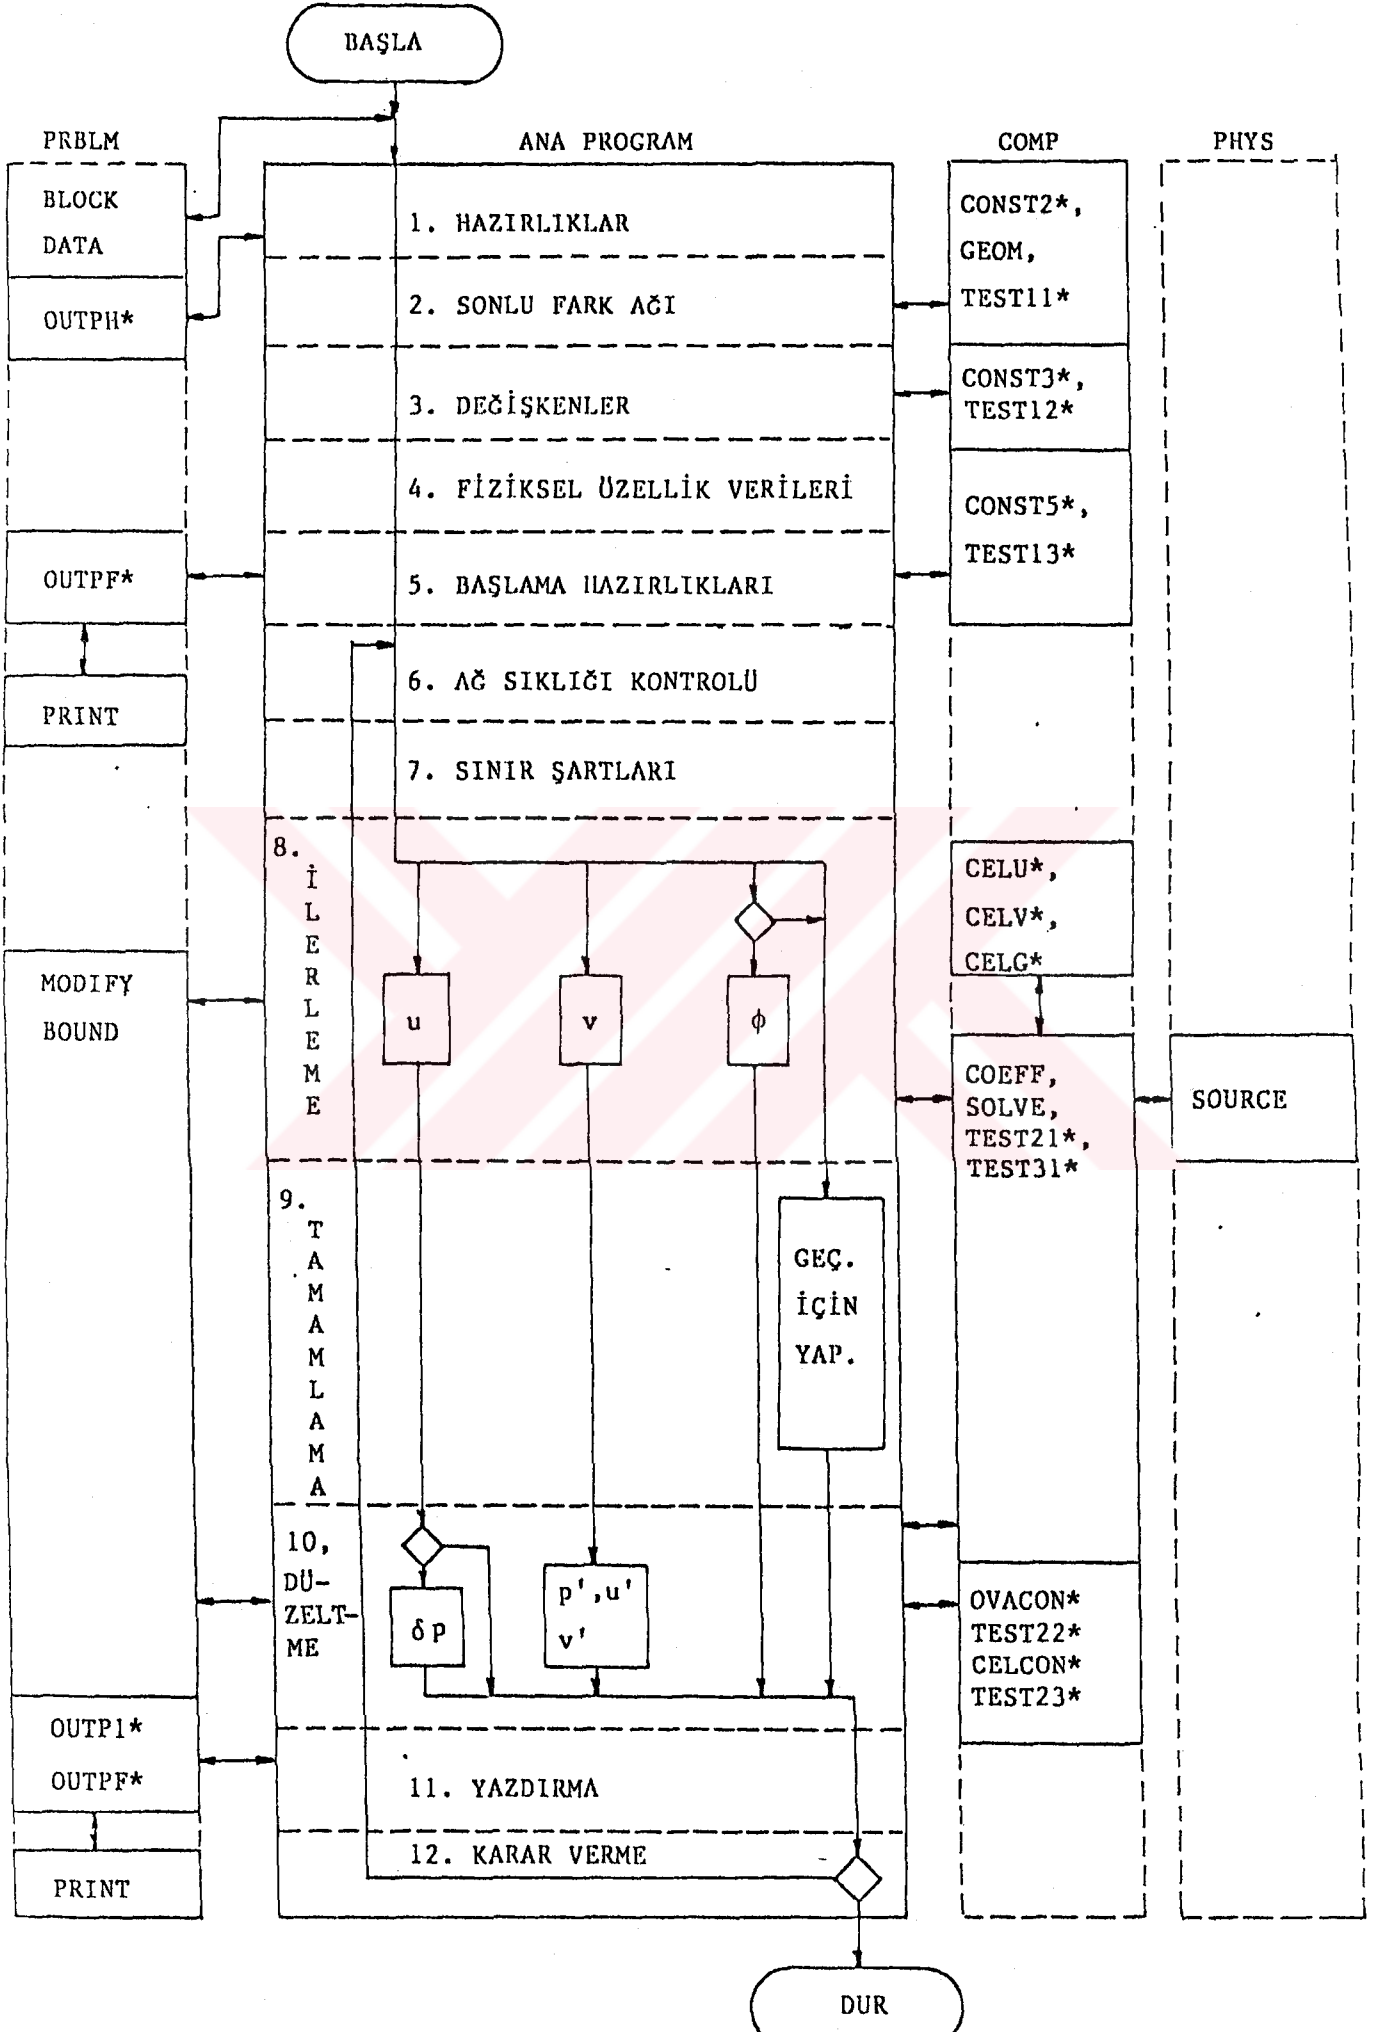 BAŞLA
PRBLM
ANA PROGRAM
COMP
PHYS
BLOCK
DATA
OUTPH*
1. HAZIRLIKLAR
2. SONLU FARK AĞI
3. DEĞİŞKENLER
4. FİZİKSEL ÜZELLİK VERİLERİ
5. BAŞLAMA HAZIRLIKLARI
6. AĞ SIKLIĞI KONTROLÜ
7. SINIR ŞARTLARI
CONST2*,
GEOM,
TEST11*
CONST3*,
TEST12*
CONST5*,
TEST13*
OUTPF*
PRINT
8.
İLERLEME
u
v
ϕ
CELU*,
CELV*,
CELG*
MODIFY
BOUND
COEFF,
SOLVE,
TEST21*,
TEST31*
SOURCE
9.
TAMAMLAMA
GEÇ.
İÇİN
YAP.
10,
DÜ-
ZELT-
ME
δp
p',u'
v'
OVACON*
TEST22*
CELCON*
TEST23*
OUTP1*
OUTPF*
PRINT
11. YAZDIRMA
12. KARAR VERME
DUR